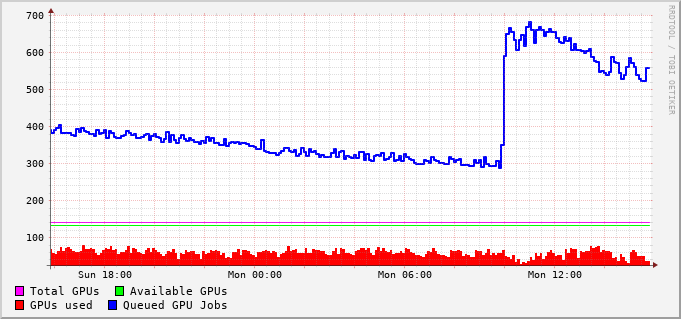 700
600
500
400
300
200
100
Sun 18:00 Mon 00:00 Mon 06:00 Mon 12:00
Total GPUs Available GPUs
GPUs used Queued GPU Jobs
RRDTOOL / TOBI OETIKER